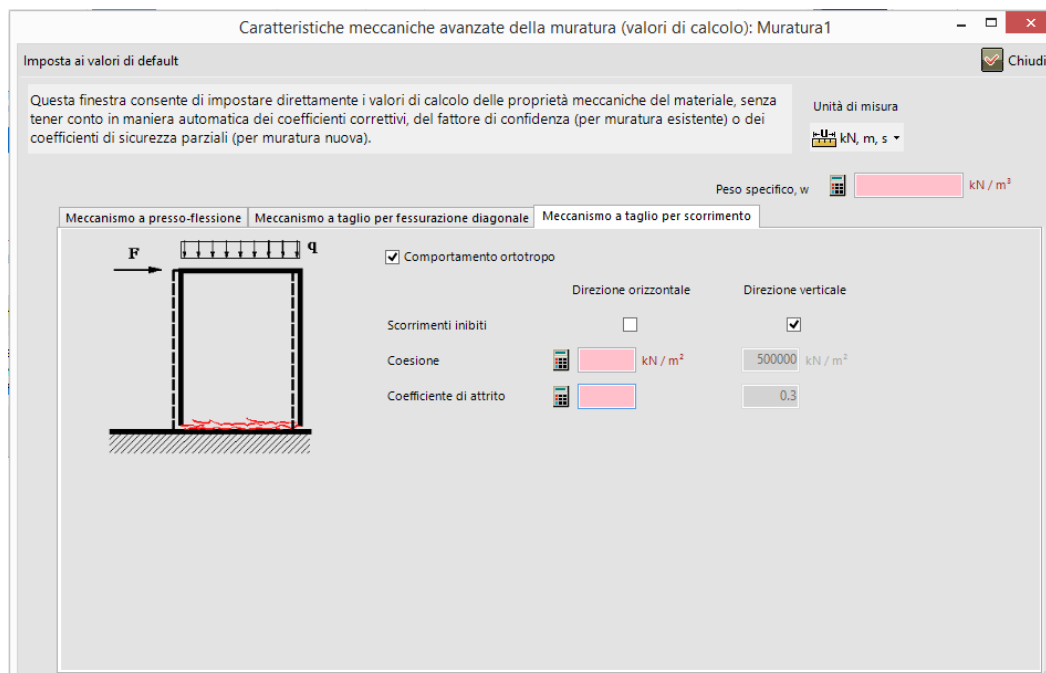 Caratteristiche meccaniche avanzate della muratura (valori di calcolo): Muratura1
Imposta ai valori di default
Chiudi
Questa finestra consente di impostare direttamente i valori di calcolo delle proprietà meccaniche del materiale, senza
tener conto in maniera automatica dei coefficienti correttivi, del fattore di confidenza (per muratura esistente) o dei
coefficienti di sicurezza parziali (per muratura nuova).
Unità di misura
U
kN, m, s
Peso specifico, w
kN / m³
Meccanismo a presso-flessione
Meccanismo a taglio per fessurazione diagonale
Meccanismo a taglio per scorrimento
F
q
Comportamento ortotropo
Direzione orizzontale
Direzione verticale
Scorrimenti inibiti
Coesione
kN / m²
500000 kN / m²
Coefficiente di attrito
0.3